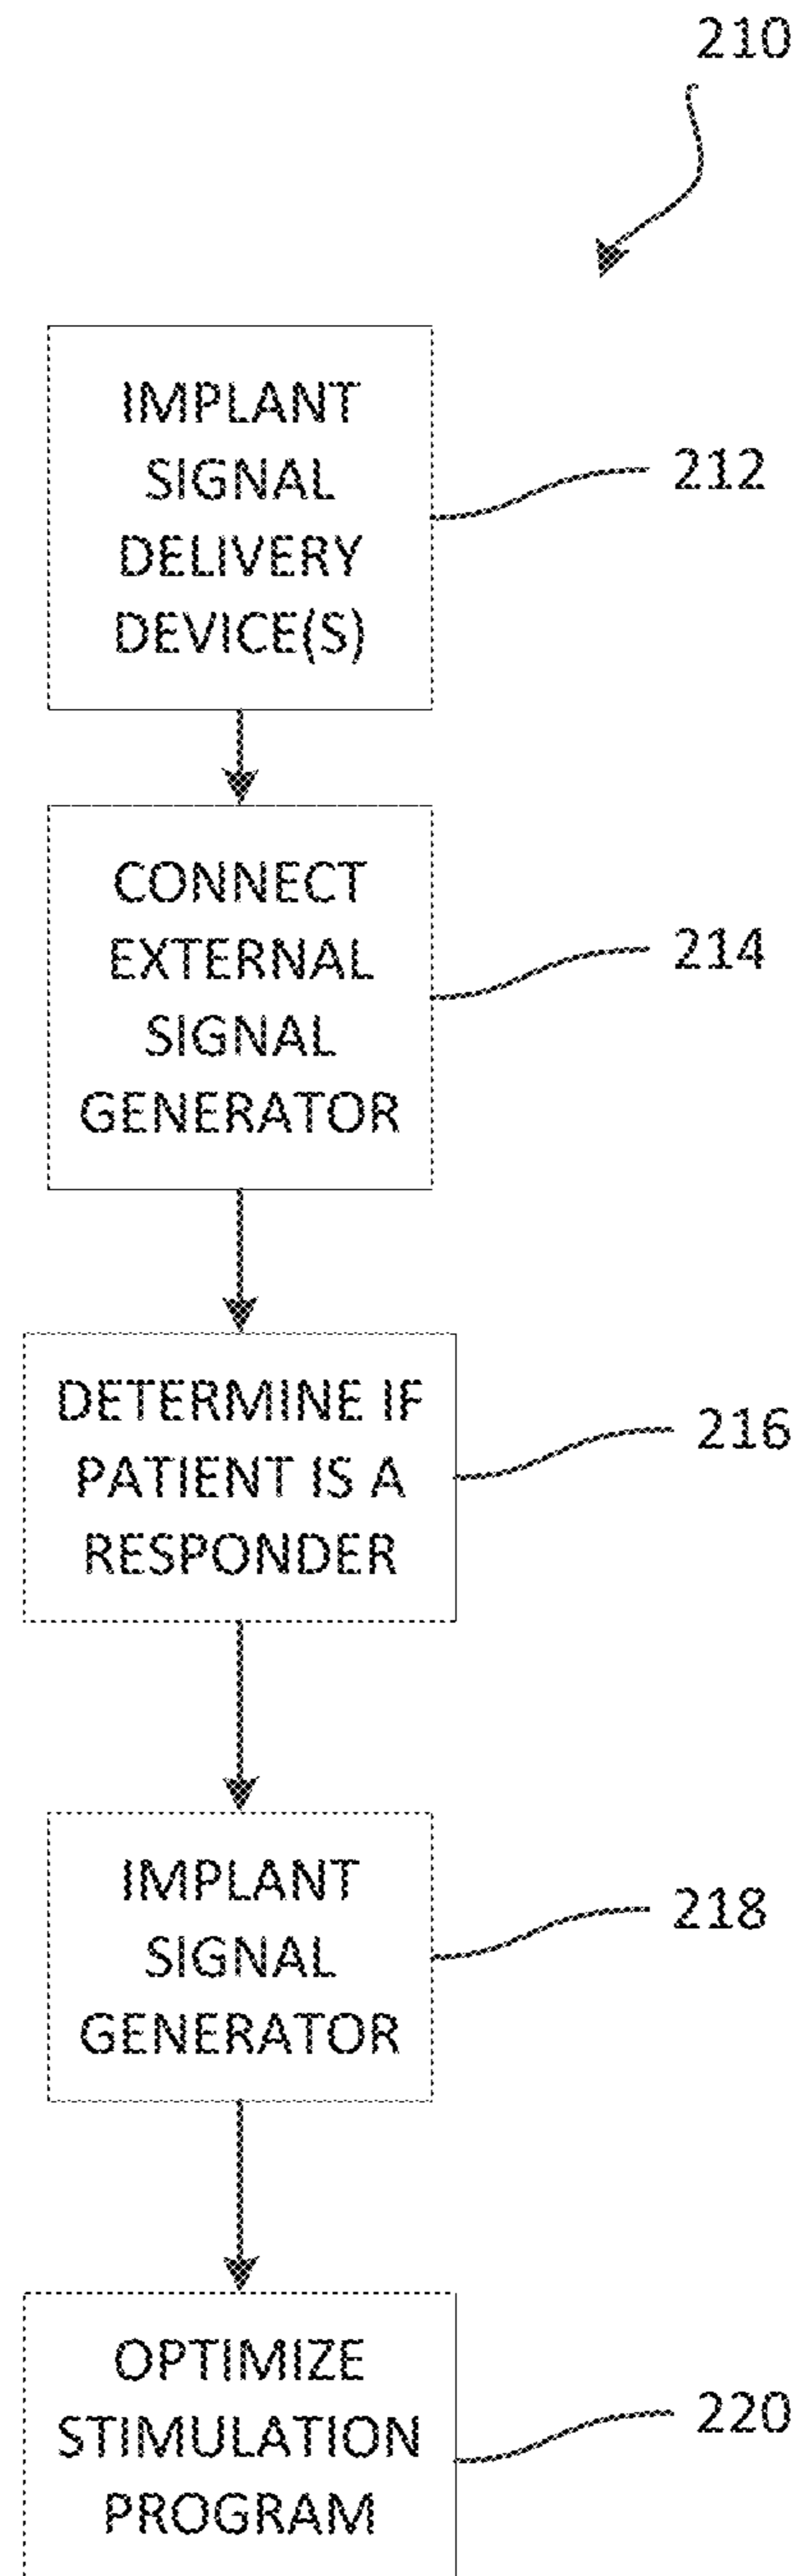 210
IMPLANT
SIGNAL
DELIVERY
DEVICE(S)
212
CONNECT
EXTERNAL
SIGNAL
GENERATOR
214
DETERMINE IF
PATIENT IS A
RESPONDER
216
IMPLANT
SIGNAL
GENERATOR
218
OPTIMIZE
STIMULATION
PROGRAM
220